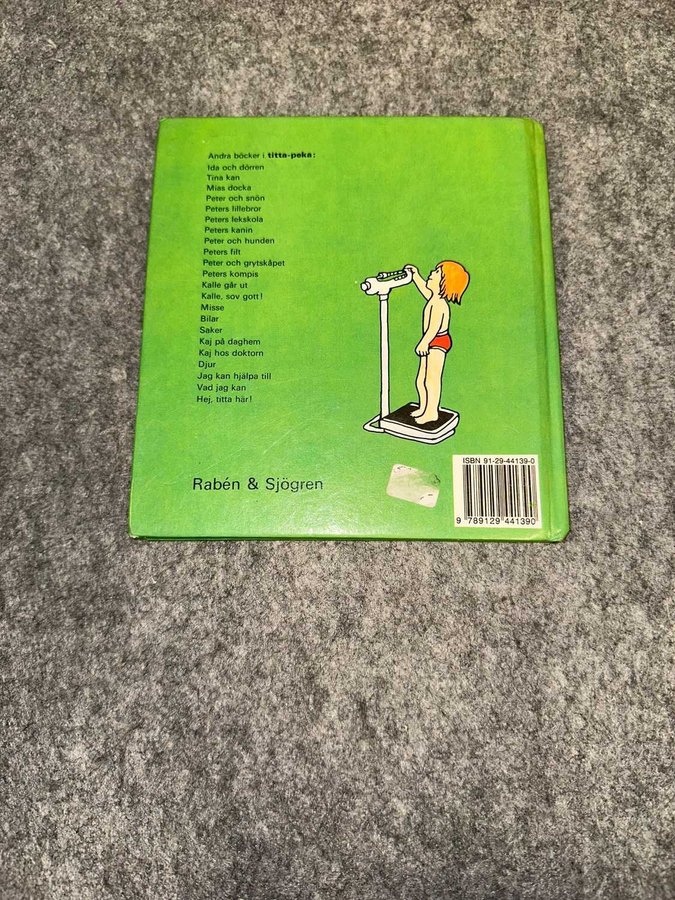 Andra böcker i titta-peka:
Ida och dörren
Tina kan
Mias docka
Peter och snön
Peters lillebror
Peters lekskola
Peters kanin
Peter och hunden
Peters filt
Peter och grytskåpet
Peters kompis
Kalle går ut
Kalle, sov gott!
Misse
Bilar
Saker
Kaj på daghem
Kaj hos doktorn
Djur
Jag kan hjälpa till
Vad jag kan
Hej, titta här!
Rabén & Sjögren
ISBN 91-29-44139-0
9 789129 441390